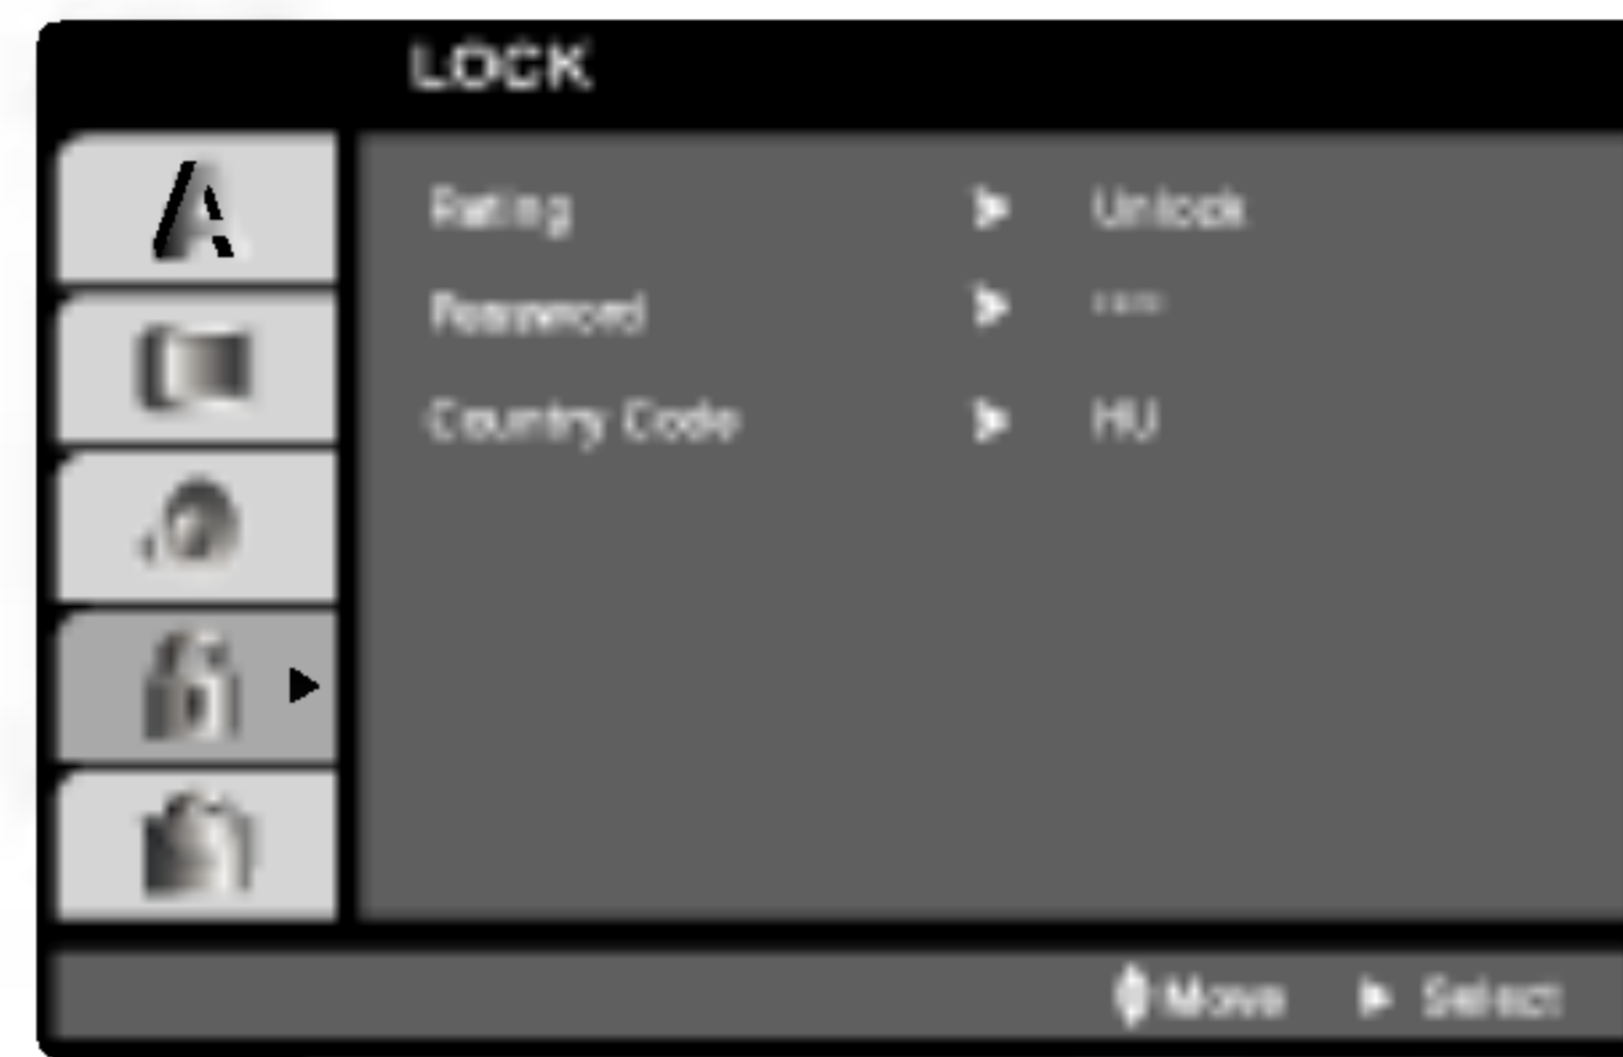 LOCK
A
Rating Unlock
Password ****
Country Code HU
Move Select